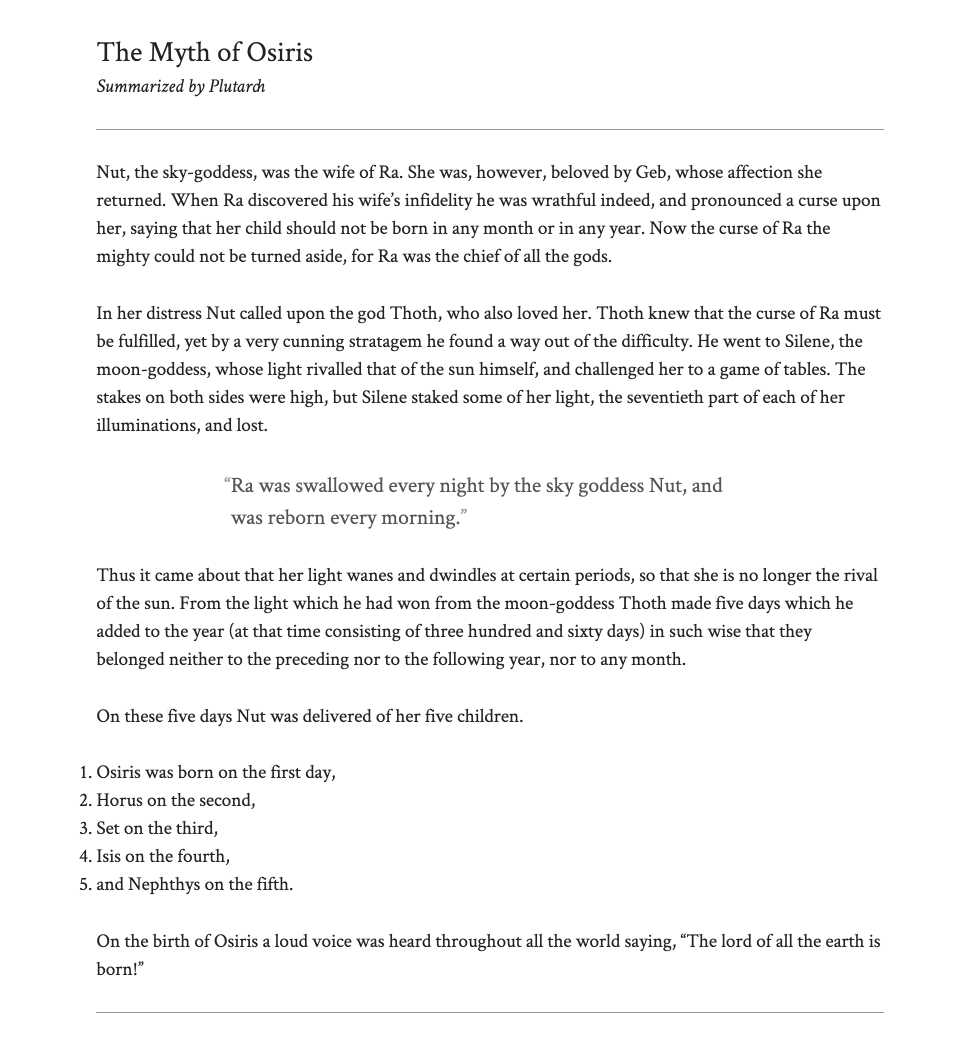 The Myth of Osiris
Summarized by Plutarch
Nut, the sky-goddess, was the wife of Ra. She was, however, beloved by Geb, whose affection she
returned. When Ra discovered his wife’s infidelity he was wrathful indeed, and pronounced a curse upon
her, saying that her child should not be born in any month or in any year. Now the curse of Ra the
mighty could not be turned aside, for Ra was the chief of all the gods.
In her distress Nut called upon the god Thoth, who also loved her. Thoth knew that the curse of Ra must
be fulfilled, yet by a very cunning stratagem he found a way out of the difficulty. He went to Silene, the
moon-goddess, whose light rivalled that of the sun himself, and challenged her to a game of tables. The
stakes on both sides were high, but Silene staked some of her light, the seventieth part of each of her
illuminations, and lost.
“Ra was swallowed every night by the sky goddess Nut, and
was reborn every morning.”
Thus it came about that her light wanes and dwindles at certain periods, so that she is no longer the rival
of the sun. From the light which he had won from the moon-goddess Thoth made five days which he
added to the year (at that time consisting of three hundred and sixty days) in such wise that they
belonged neither to the preceding nor to the following year, nor to any month.
On these five days Nut was delivered of her five children.
1. Osiris was born on the first day,
2. Horus on the second,
3. Set on the third,
4. Isis on the fourth,
5. and Nephthys on the fifth.
On the birth of Osiris a loud voice was heard throughout all the world saying, “The lord of all the earth is
born!”